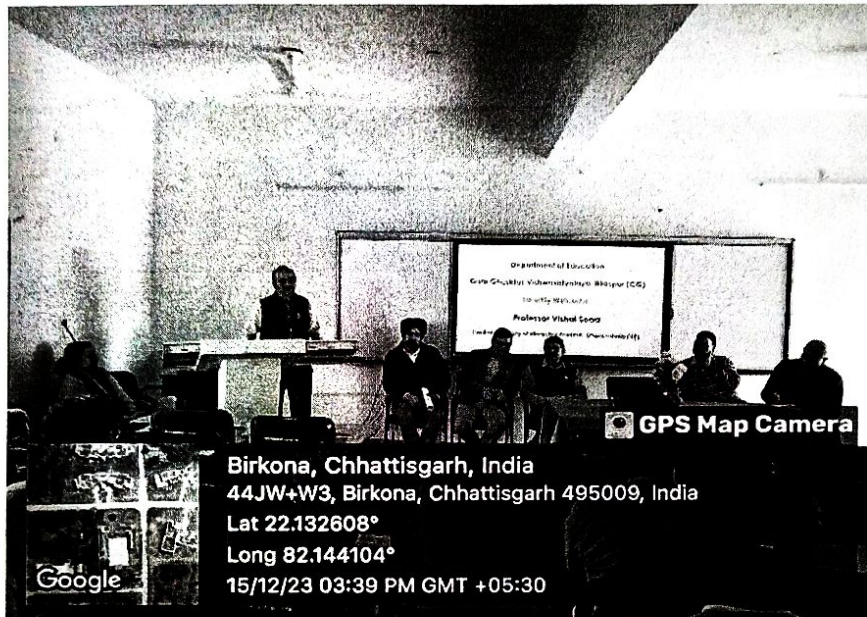 Department of Education
Guru Ghasidas Vishwavidyalaya, Bilaspur (CG)
Professor Vishal Sood
GPS Map Camera
Birkona, Chhattisgarh, India
44JW+W3, Birkona, Chhattisgarh 495009, India
Lat 22.132608°
Long 82.144104°
15/12/23 03:39 PM GMT +05:30
Google